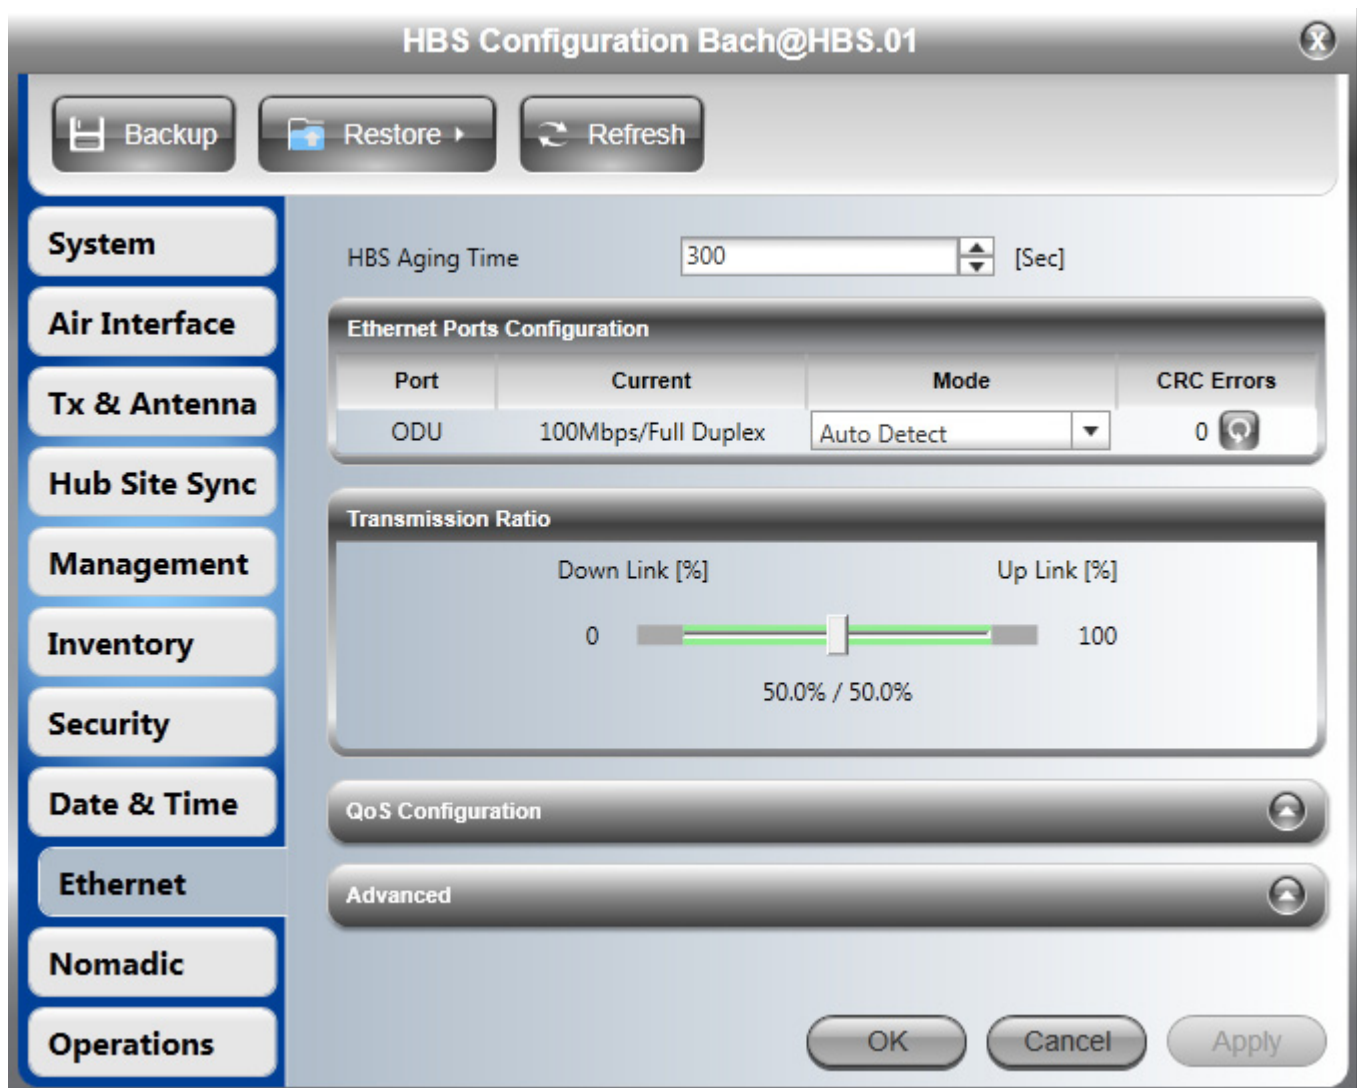 HBS Configuration Bach@HBS.01
Backup Restore Refresh
System
HBS Aging Time 300 [Sec]
Air Interface
Ethernet Ports Configuration
Port Current Mode CRC Errors
Tx & Antenna
ODU 100Mbps/Full Duplex Auto Detect 0
Hub Site Sync
Transmission Ratio
Management
Down Link [%] Up Link [%]
Inventory
0 100
50.0% / 50.0%
Security
Date & Time
QoS Configuration
Ethernet
Advanced
Nomadic
Operations
OK Cancel Apply